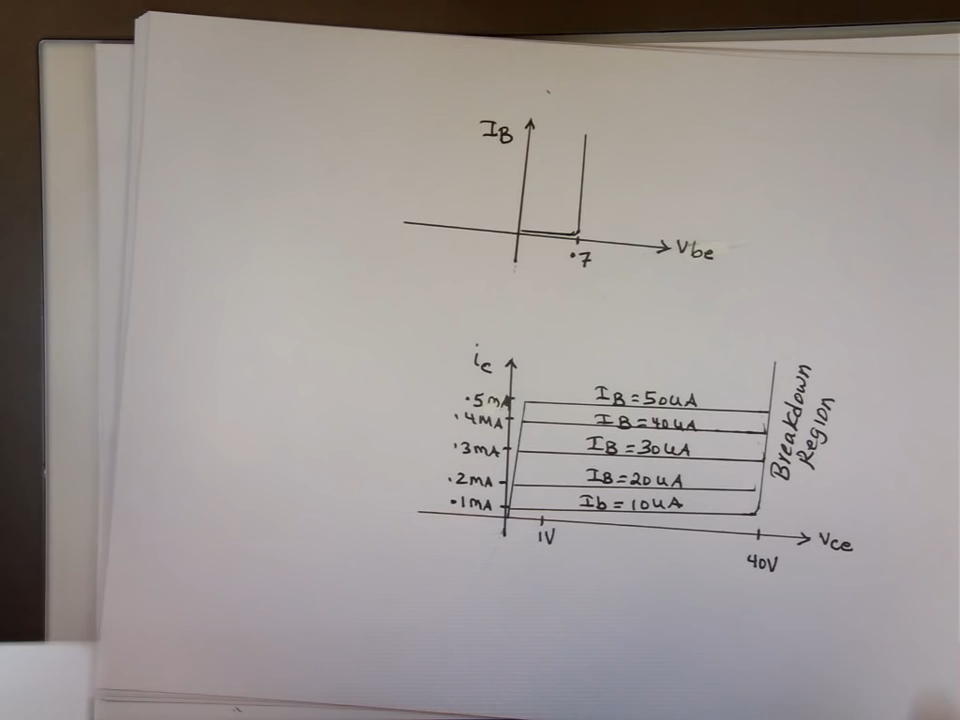 IB
.7
Vbe
ic
.5mA
.4MA
.3mA
.2mA
.1MA
IB=50uA
IB=40uA
IB=30uA
IB=20uA
Ib=10uA
Breakdown
Region
1V
40V
Vce